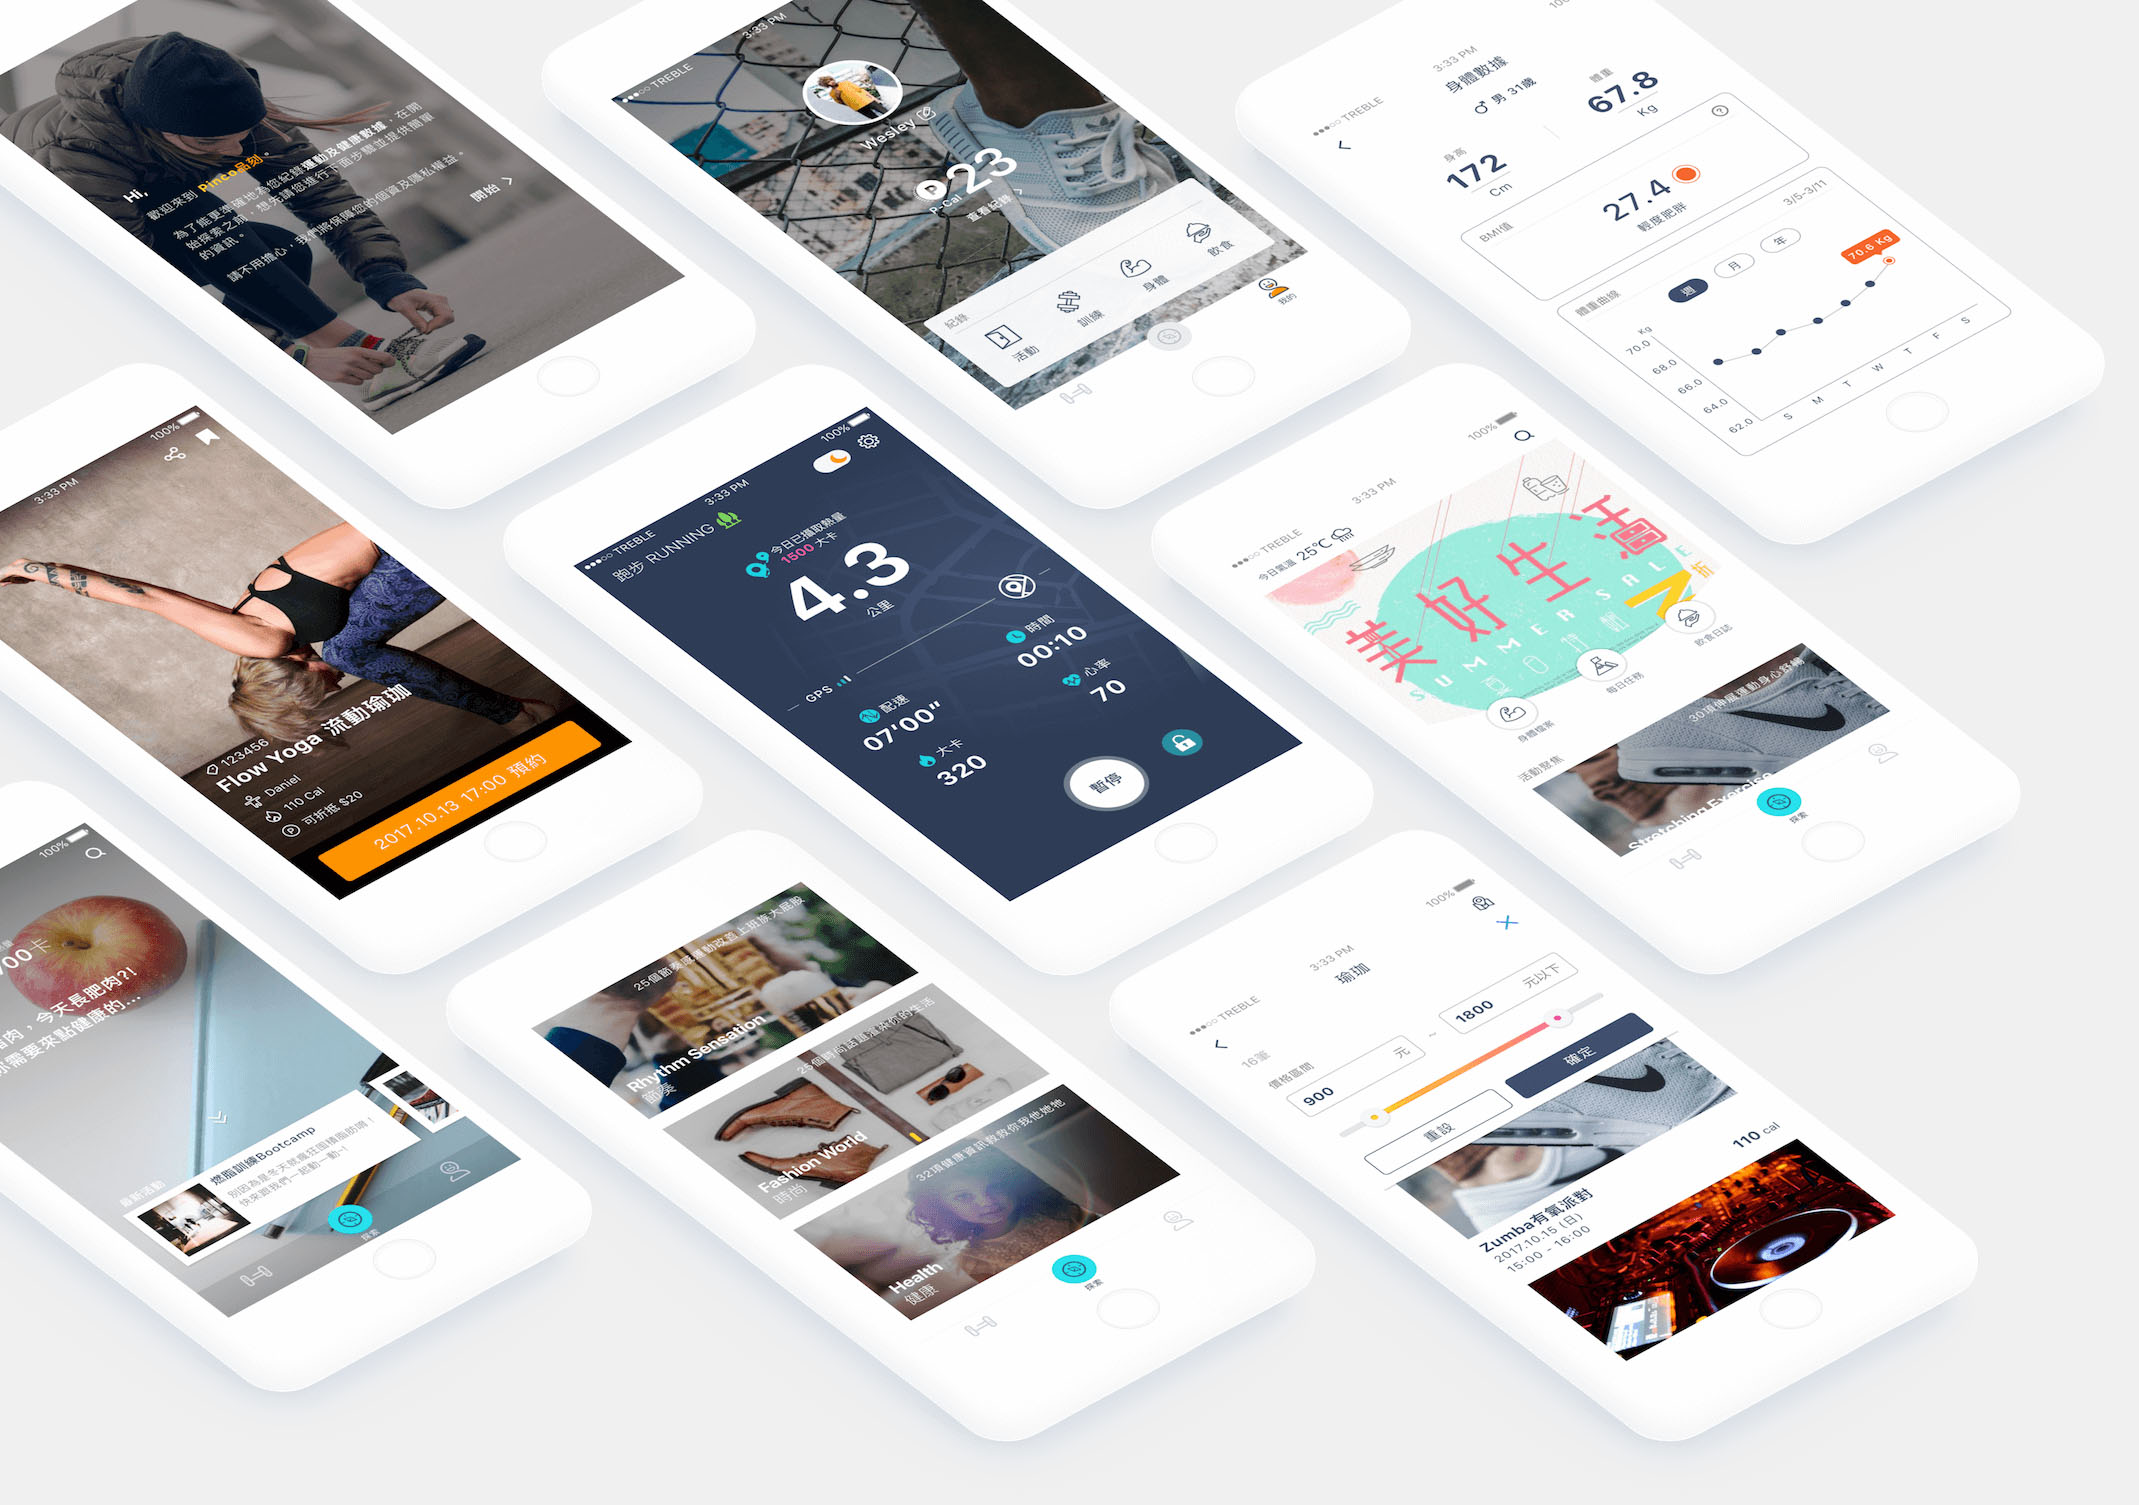 Hi,
歡迎來到 Pinco品刻。
為了能更準確地為您紀錄運動及健康數據，在開
始探索之前，想先請您進行下面步驟並提供簡單
的資訊。
請不用擔心，我們將保障您的個資及隱私權益。
開始
TREBLE
3:33 PM
Wesley
P 23
P-Cal
查看紀錄
紀錄
活動
訓練
身體
飲食
我的
TREBLE
3:33 PM
100%
身體數據
♂ 男 31歲
身高
172
Cm
體重
67.8
Kg
BMI值
27.4
輕度肥胖
?
體重曲線
週
月
年
3/5-3/11
70.6 Kg
Kg
70.0
68.0
66.0
64.0
62.0
S M T W T F S
3:33 PM
100%
123456
Flow Yoga 流動瑜珈
Daniel
110 Cal
可折抵 $20
2017.10.13 17:00 預約
TREBLE
3:33 PM
100%
跑步 RUNNING
今日已攝取熱量
1500 大卡
4.3
公里
GPS
配速
07'00"
時間
00:10
大卡
320
心率
70
暫停
TREBLE
3:33 PM
100%
今日氣溫 25℃
美好生活
SUMMER SALE
折
身體檔案
每日任務
飲食日誌
活動聚焦
30項伸展運動身心舒暢
Stretching Exercise
探索
100%
00卡
肉，今天長肥肉?!
你需要來點健康的...
最新活動
燃脂訓練Bootcamp
別因為是冬天就瘋狂囤積脂肪唷！
快來跟我們一起動一動~!
探索
25個節奏感運動改善上班族大屁股
Rhythm Sensation
節奏
25個時尚話題渲染你的生活
Fashion World
時尚
32項健康資訊教教你我他她牠
Health
健康
探索
TREBLE
3:33 PM
100%
瑜珈
16筆
價格區間
900 元
~
1800 元以下
重設
確定
Zumba有氧派對
2017.10.15 (日)
15:00 - 16:00
110 cal